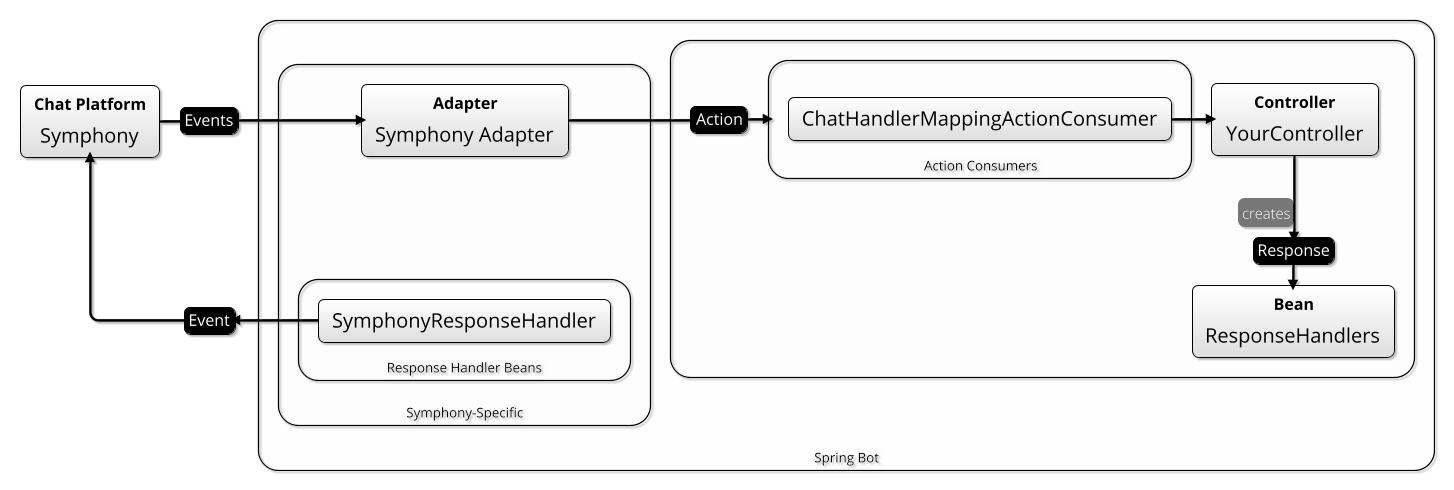 Chat Platform
Symphony
Events
Adapter
Symphony Adapter
Action
ChatHandlerMappingActionConsumer
Action Consumers
Controller
YourController
creates
Response
Bean
ResponseHandlers
Event
SymphonyResponseHandler
Response Handler Beans
Symphony-Specific
Spring Bot